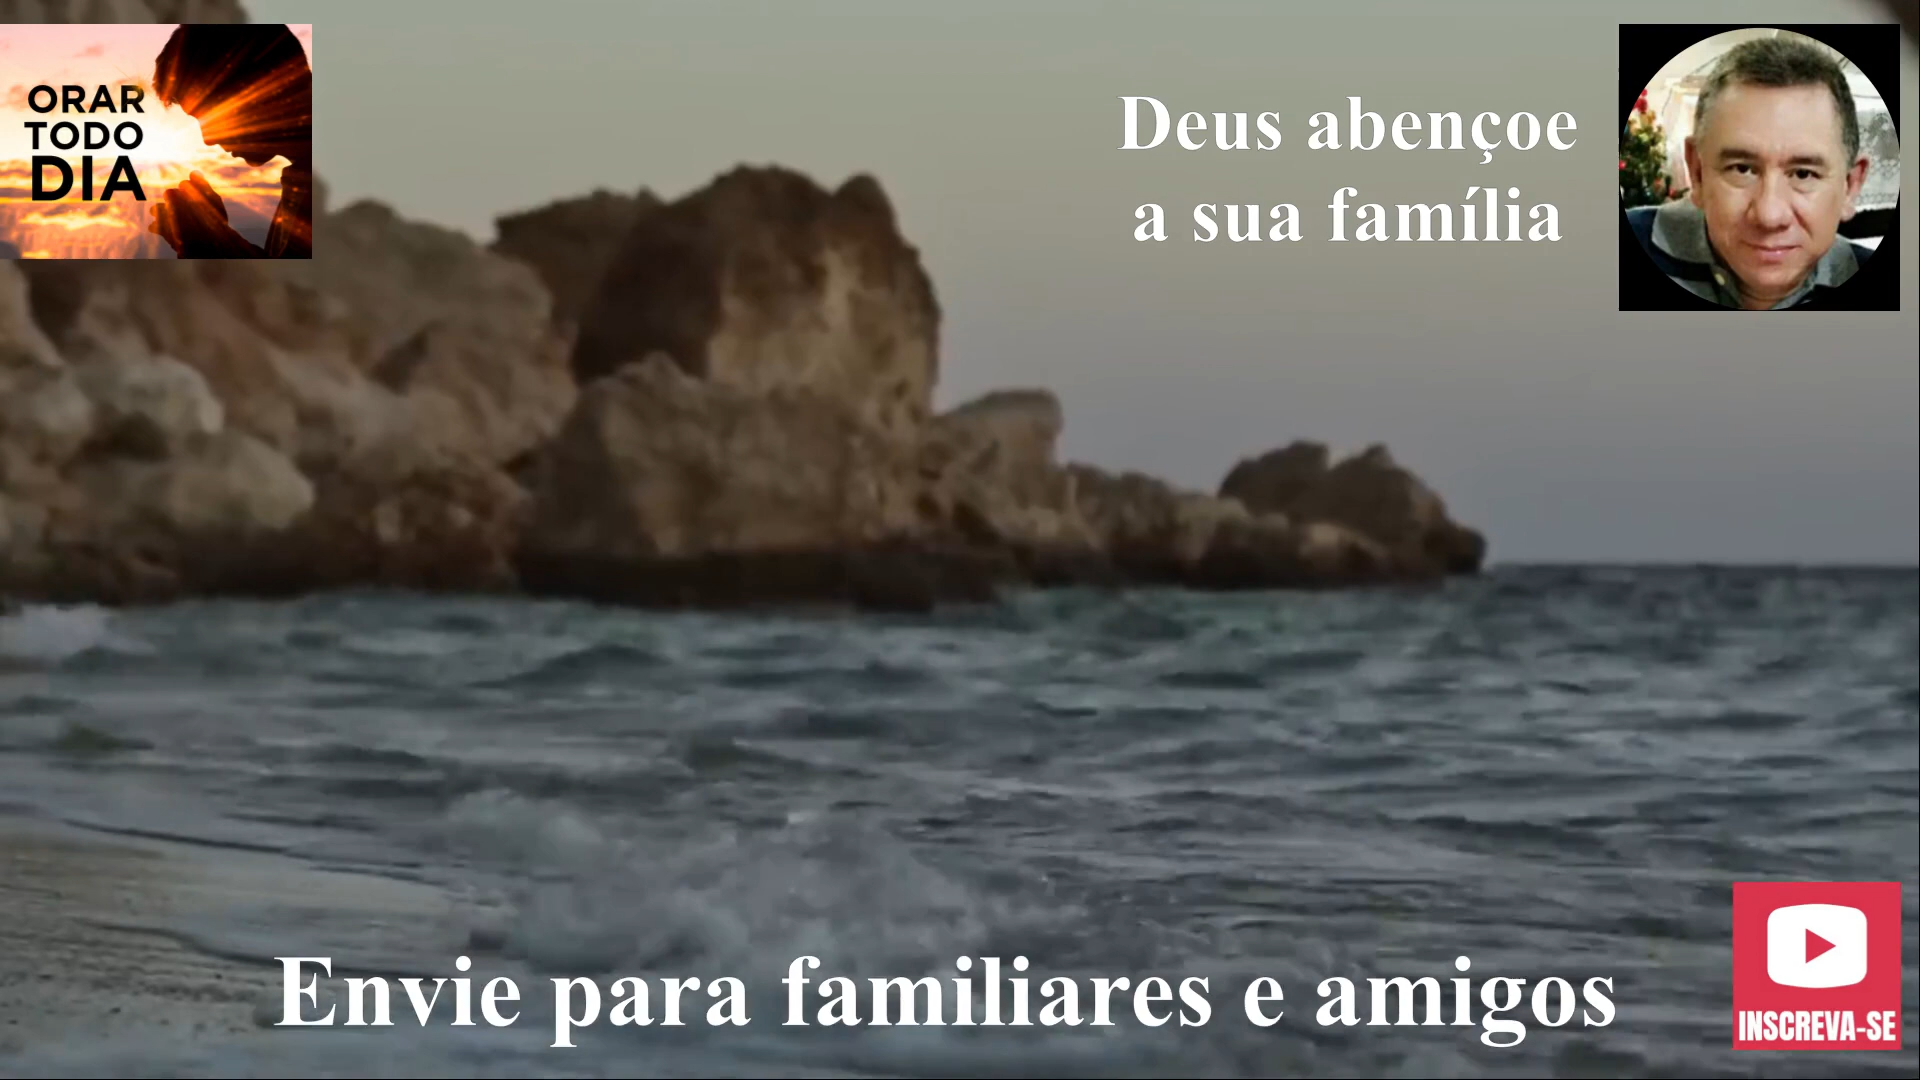 ORAR
TODO
DIA
Deus abençoe
a sua família
Envie para familiares e amigos
INSCREVA-SE